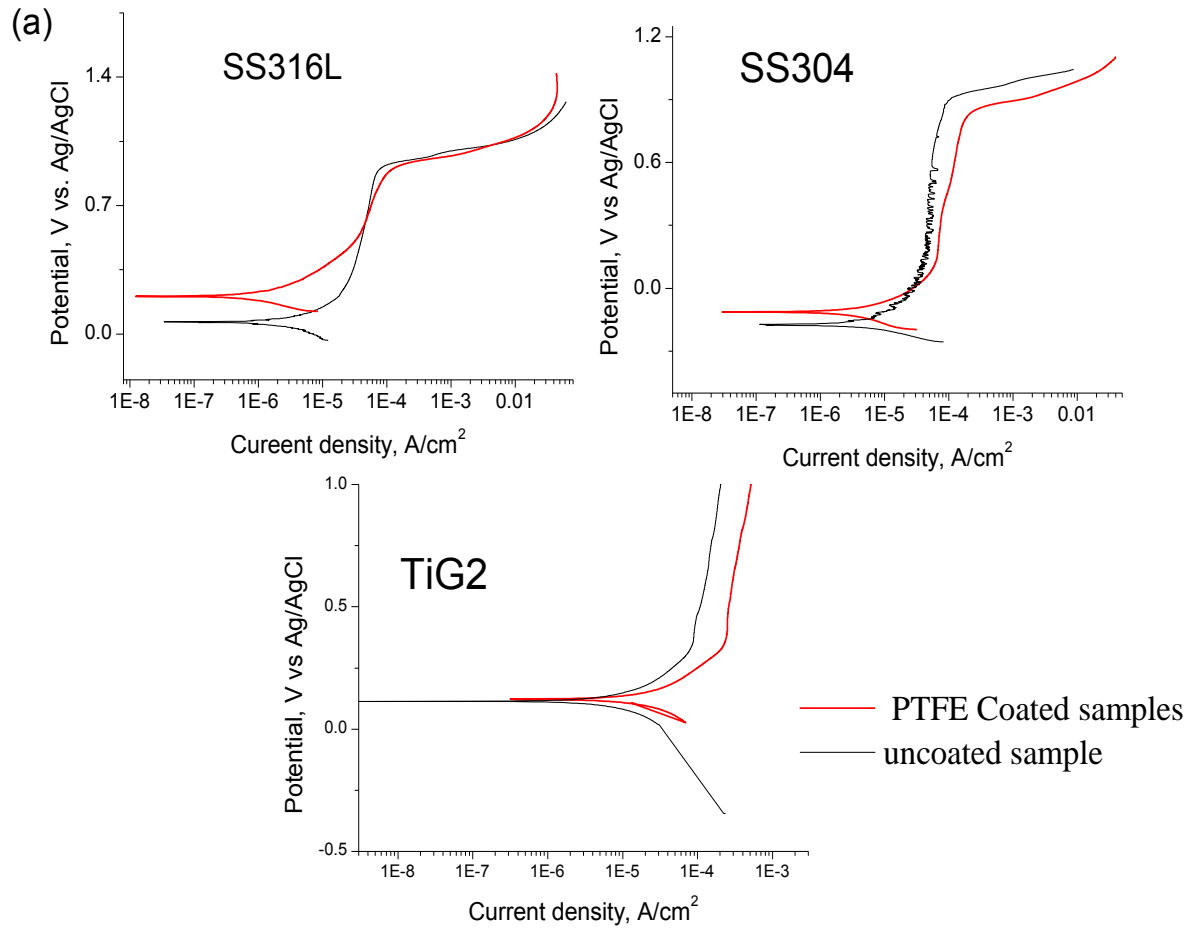 (a)
SS316L
1.4
0.7
0.0
Potential, V vs. Ag/AgCl
1E-8 1E-7 1E-6 1E-5 1E-4 1E-3 0.01
Cureent density, A/cm²
SS304
1.2
0.6
0.0
Potential, V vs Ag/AgCl
1E-8 1E-7 1E-6 1E-5 1E-4 1E-3 0.01
Current density, A/cm²
TiG2
1.0
0.5
0.0
-0.5
Potential, V vs Ag/AgCl
1E-8 1E-7 1E-6 1E-5 1E-4 1E-3
Current density, A/cm²
PTFE Coated samples
uncoated sample